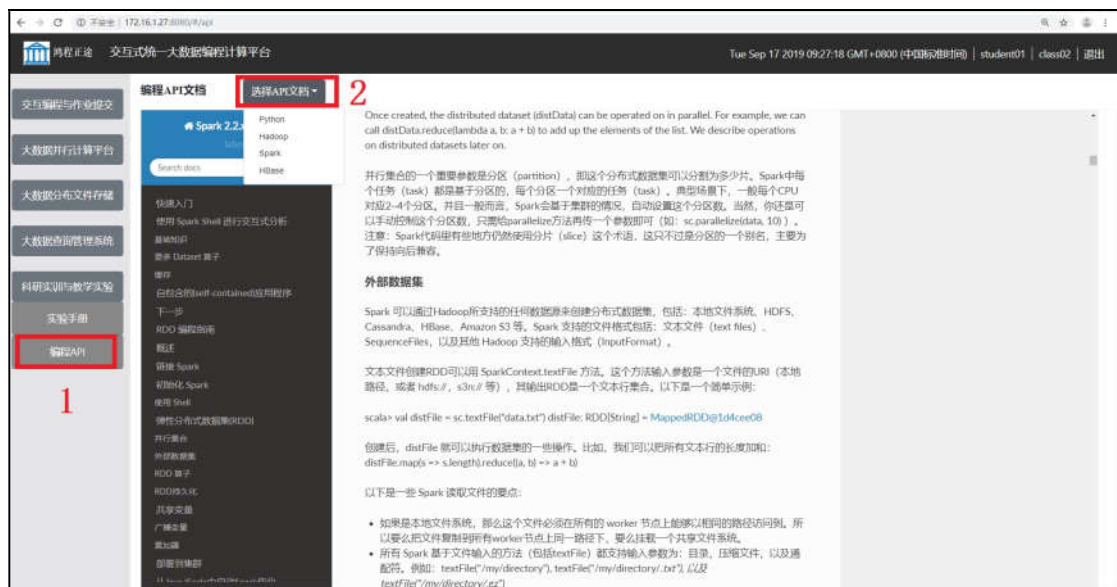 不安全 | 172.16.1.27:8080/#/api
鸿程正途 交互式统一大数据编程计算平台
Tue Sep 17 2019 09:27:18 GMT+0800 (中国标准时间) | student01 | class02 | 退出
交互编程与作业提交
大数据并行计算平台
大数据分布文件存储
大数据查询管理系统
科研实训与教学实验
实验手册
编程API
1
编程API文档
选择API文档
2
Python
Hadoop
Spark
HBase
Spark 2.2.
Search docs
快速入门
使用 Spark Shell 进行交互式分析
基础知识
更多 Dataset 算子
缓存
自包含的(self-contained)应用程序
下一步
RDD 编程指南
概述
链接 Spark
初始化 Spark
使用 Shell
弹性分布式数据集(RDD)
并行集合
外部数据集
RDD 算子
RDD持久化
共享变量
广播变量
累加器
部署到集群
Once created, the distributed dataset (distData) can be operated on in parallel. For example, we can
call distData.reduce(lambda a, b: a + b) to add up the elements of the list. We describe operations
on distributed datasets later on.
并行集合的一个重要参数是分区（partition），即这个分布式数据集可以分割为多少片。Spark中每
个任务（task）都是基于分区的，每个分区一个对应的任务（task）。典型场景下，一般每个CPU
对应2~4个分区。并且一般而言，Spark会基于集群的情况，自动设置这个分区数。当然，你还是可
以手动控制这个分区数，只需给parallelize方法再传一个参数即可（如：sc.parallelize(data, 10) ）。
注意：Spark代码里有些地方仍然使用分片（slice）这个术语，这只不过是分区的一个别名，主要为
了保持向后兼容。
外部数据集
Spark 可以通过Hadoop所支持的任何数据源来创建分布式数据集，包括：本地文件系统、HDFS、
Cassandra、HBase、Amazon S3 等。Spark 支持的文件格式包括：文本文件（text files）、
SequenceFiles，以及其他 Hadoop 支持的输入格式（InputFormat）。
文本文件创建RDD可以用 SparkContext.textFile 方法。这个方法输入参数是一个文件的URI（本地
路径，或者 hdfs://，s3n:// 等），其输出RDD是一个文本行集合。以下是一个简单示例：
scala> val distFile = sc.textFile("data.txt") distFile: RDD[String] = MappedRDD@1d4cee08
创建后，distFile 就可以执行数据集的一些操作。比如，我们可以把所有文本行的长度加和：
distFile.map(s => s.length).reduce((a, b) => a + b)
以下是一些 Spark 读取文件的要点：
如果是本地文件系统，那么这个文件必须在所有的 worker 节点上能够以相同的路径访问到。所
以要么把文件复制到所有worker节点上同一路径下，要么挂载一个共享文件系统。
所有 Spark 基于文件输入的方法（包括textFile）都支持输入参数为：目录，压缩文件，以及通
配符。例如：textFile("/my/directory"), textFile("/my/directory/.txt"), 以及
textFile("/my/directory/.gz")